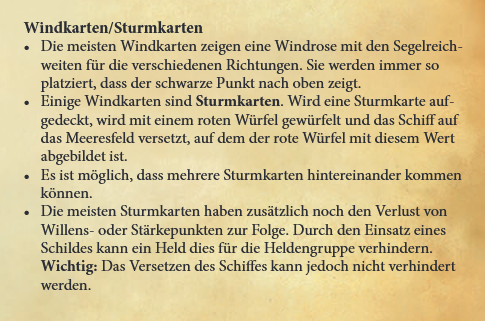 Windkarten/Sturmkarten
• Die meisten Windkarten zeigen eine Windrose mit den Segelreich-
weiten für die verschiedenen Richtungen. Sie werden immer so
platziert, dass der schwarze Punkt nach oben zeigt.
• Einige Windkarten sind Sturmkarten. Wird eine Sturmkarte auf-
gedeckt, wird mit einem roten Würfel gewürfelt und das Schiff auf
das Meeresfeld versetzt, auf dem der rote Würfel mit diesem Wert
abgebildet ist.
• Es ist möglich, dass mehrere Sturmkarten hintereinander kommen
können.
• Die meisten Sturmkarten haben zusätzlich noch den Verlust von
Willens- oder Stärkepunkten zur Folge. Durch den Einsatz eines
Schildes kann ein Held dies für die Heldengruppe verhindern.
Wichtig: Das Versetzen des Schiffes kann jedoch nicht verhindert
werden.